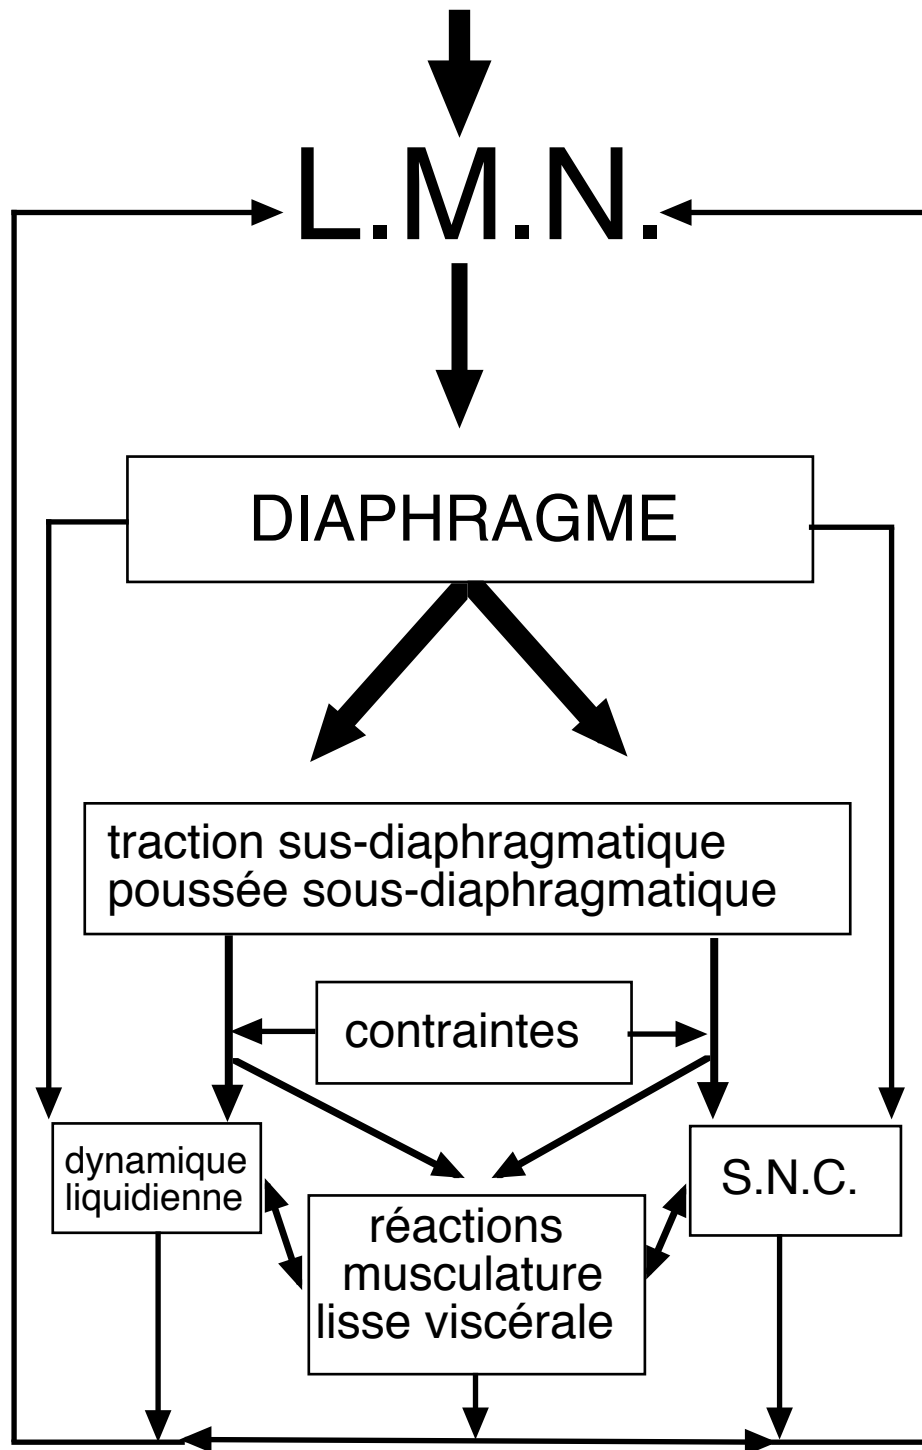 L.M.N.
DIAPHRAGME
traction sus-diaphragmatique
poussée sous-diaphragmatique
contraintes
dynamique
liquidienne
S.N.C.
réactions
musculature
lisse viscérale